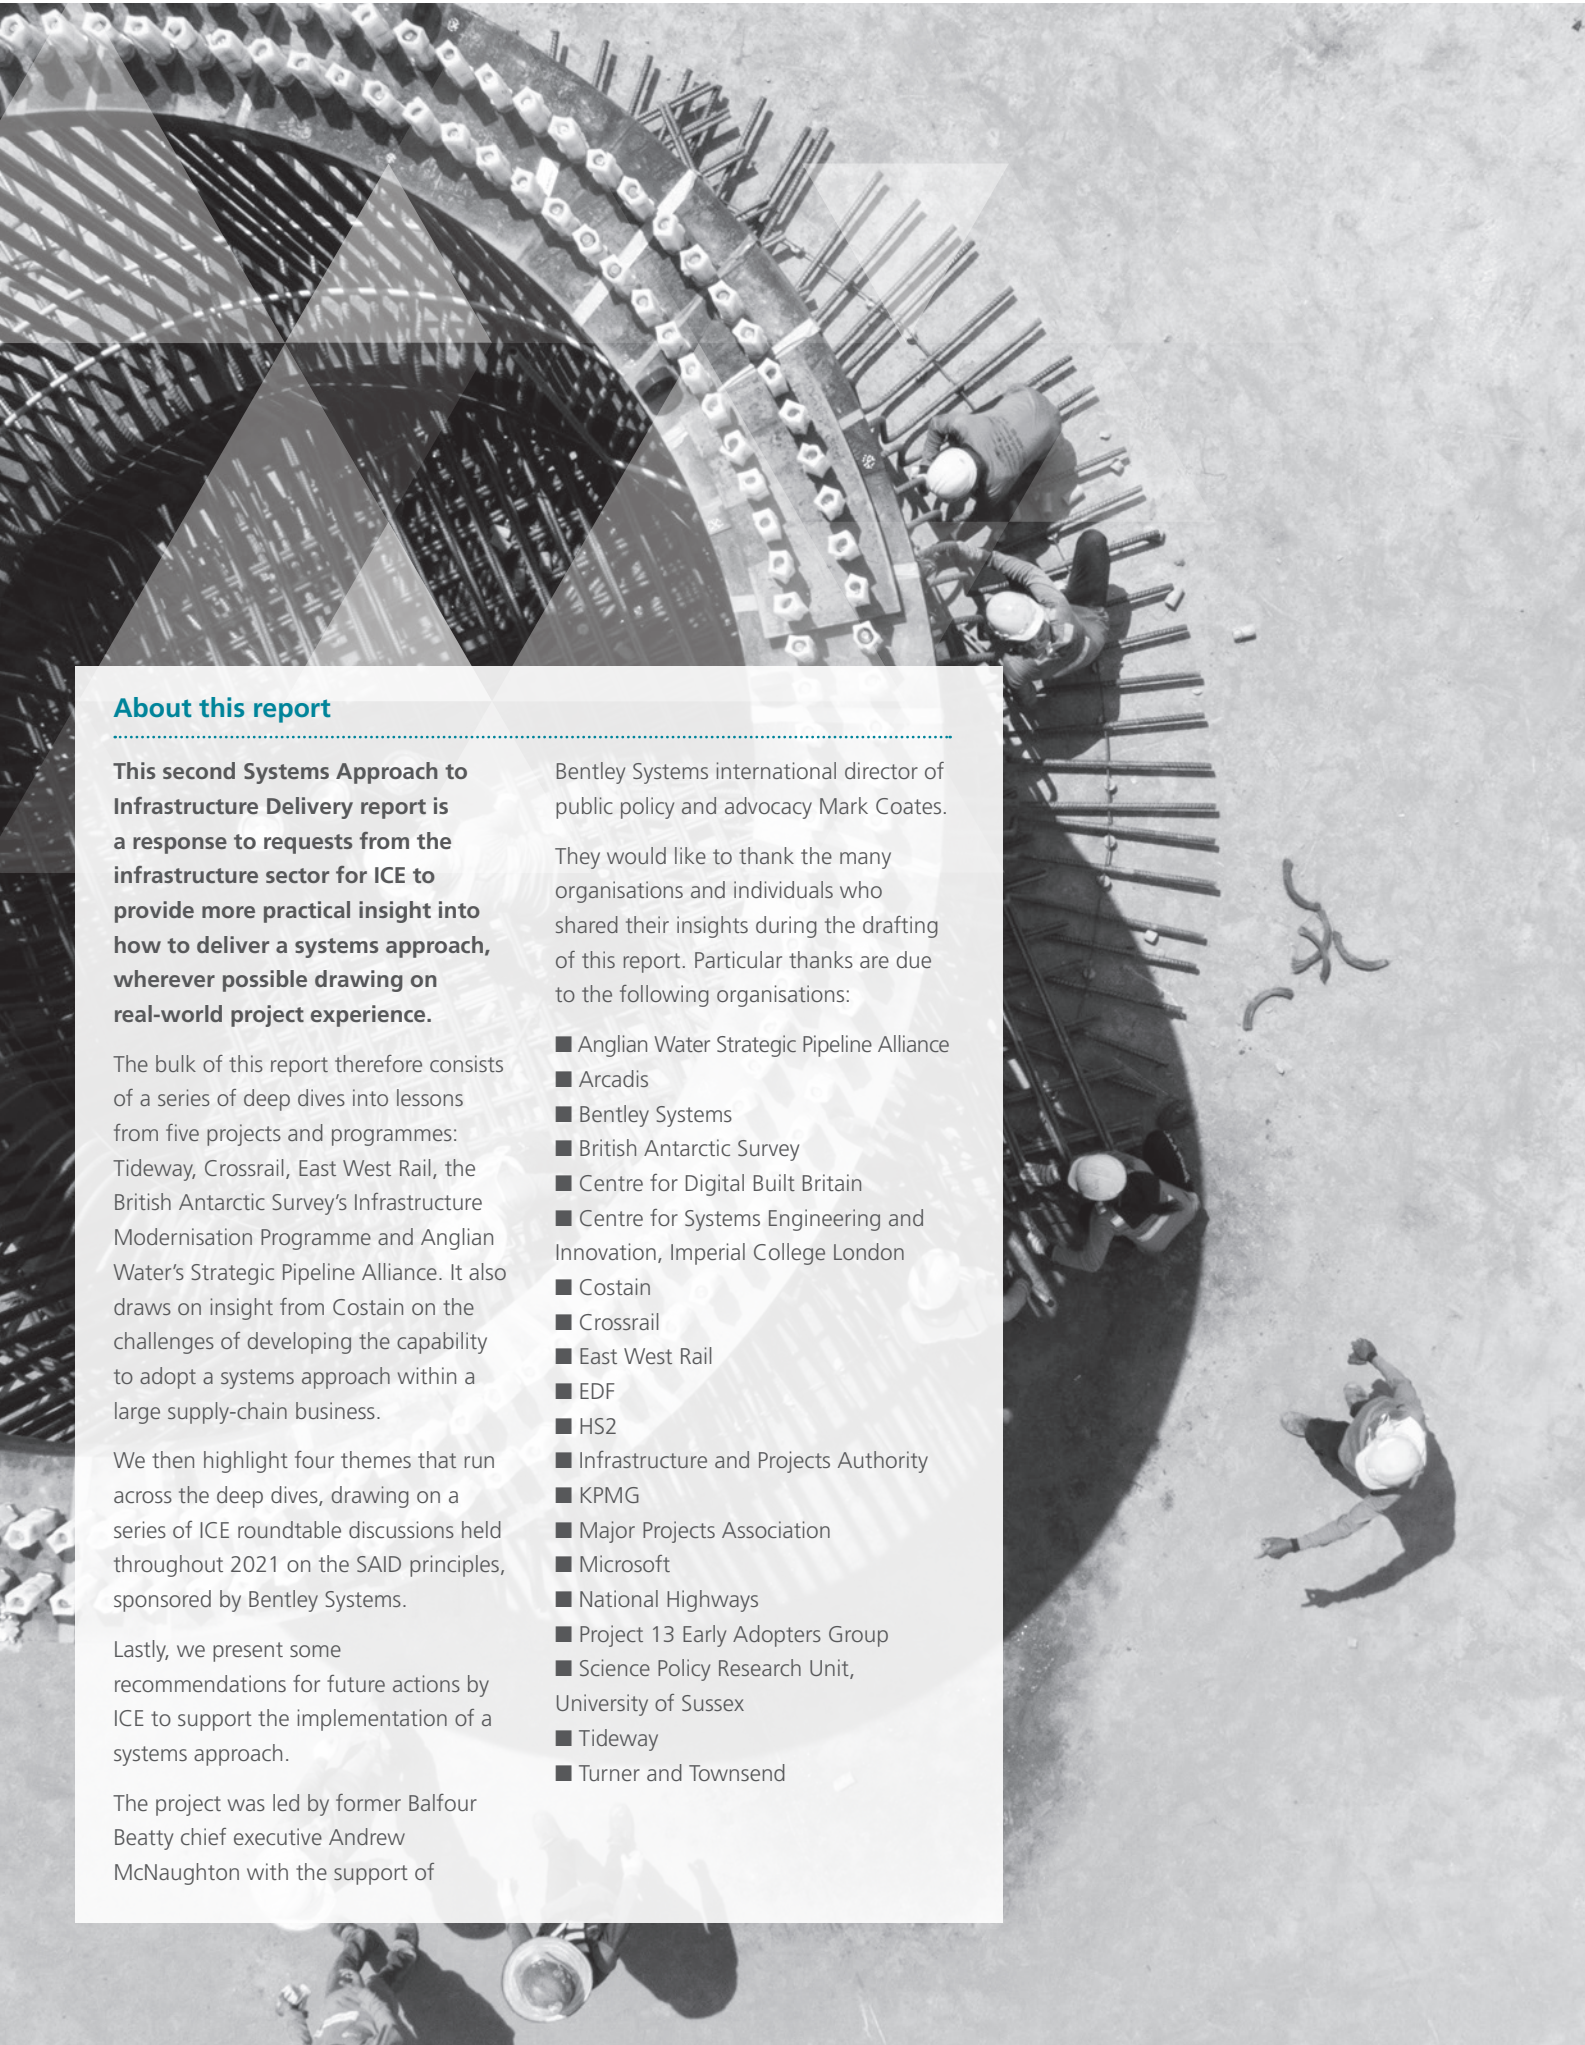 About this report
This second Systems Approach to
Infrastructure Delivery report is
a response to requests from the
infrastructure sector for ICE to
provide more practical insight into
how to deliver a systems approach,
wherever possible drawing on
real-world project experience.
The bulk of this report therefore consists
of a series of deep dives into lessons
from five projects and programmes:
Tideway, Crossrail, East West Rail, the
British Antarctic Survey’s Infrastructure
Modernisation Programme and Anglian
Water’s Strategic Pipeline Alliance. It also
draws on insight from Costain on the
challenges of developing the capability
to adopt a systems approach within a
large supply-chain business.
We then highlight four themes that run
across the deep dives, drawing on a
series of ICE roundtable discussions held
throughout 2021 on the SAID principles,
sponsored by Bentley Systems.
Lastly, we present some
recommendations for future actions by
ICE to support the implementation of a
systems approach.
The project was led by former Balfour
Beatty chief executive Andrew
McNaughton with the support of
Bentley Systems international director of
public policy and advocacy Mark Coates.
They would like to thank the many
organisations and individuals who
shared their insights during the drafting
of this report. Particular thanks are due
to the following organisations:
■ Anglian Water Strategic Pipeline Alliance
■ Arcadis
■ Bentley Systems
■ British Antarctic Survey
■ Centre for Digital Built Britain
■ Centre for Systems Engineering and
Innovation, Imperial College London
■ Costain
■ Crossrail
■ East West Rail
■ EDF
■ HS2
■ Infrastructure and Projects Authority
■ KPMG
■ Major Projects Association
■ Microsoft
■ National Highways
■ Project 13 Early Adopters Group
■ Science Policy Research Unit,
University of Sussex
■ Tideway
■ Turner and Townsend